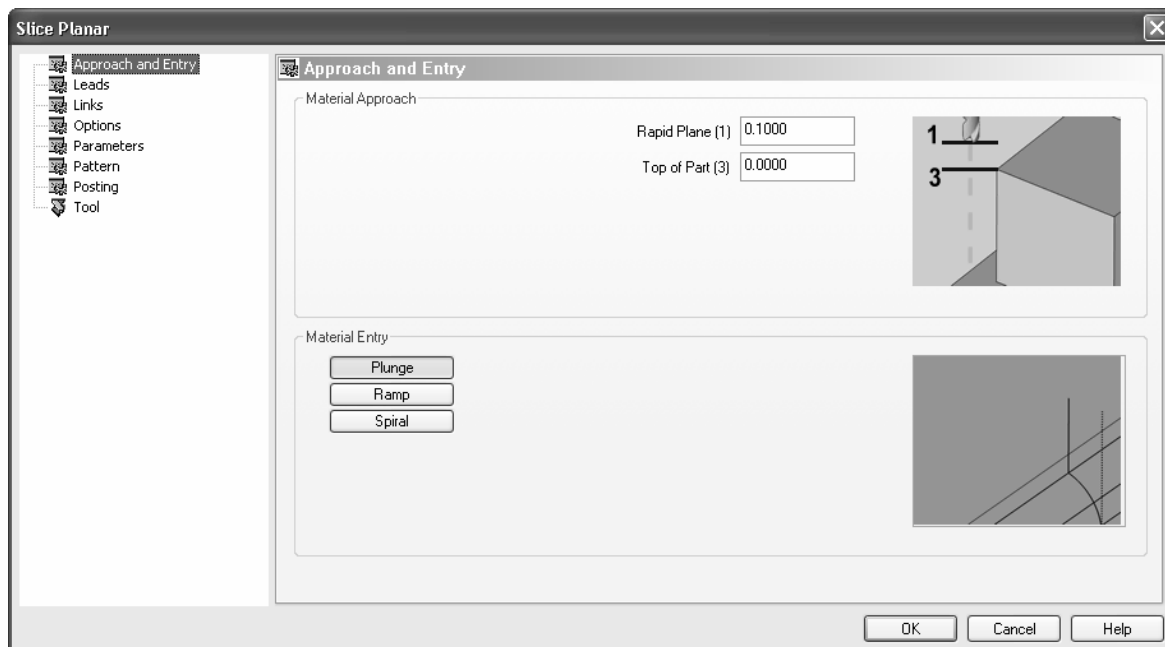 Slice Planar
Approach and Entry
Leads
Links
Options
Parameters
Pattern
Posting
Tool
Approach and Entry
Material Approach
Rapid Plane (1) 0.1000
Top of Part (3) 0.0000
1
3
Material Entry
Plunge
Ramp
Spiral
OK Cancel Help